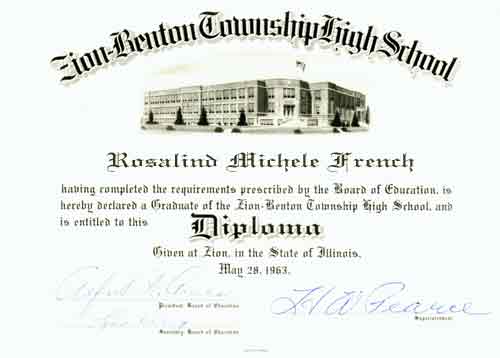 Zion-Benton Township High School
Rosalind Michele French
having completed the requirements prescribed by the Board of Education, is
hereby declared a Graduate of the Zion-Benton Township High School, and
is entitled to this Diploma
Given at Zion, in the State of Illinois,
May 28, 1963.
President Board of Education
H W Pearce
Superintendent
Secretary Board of Education